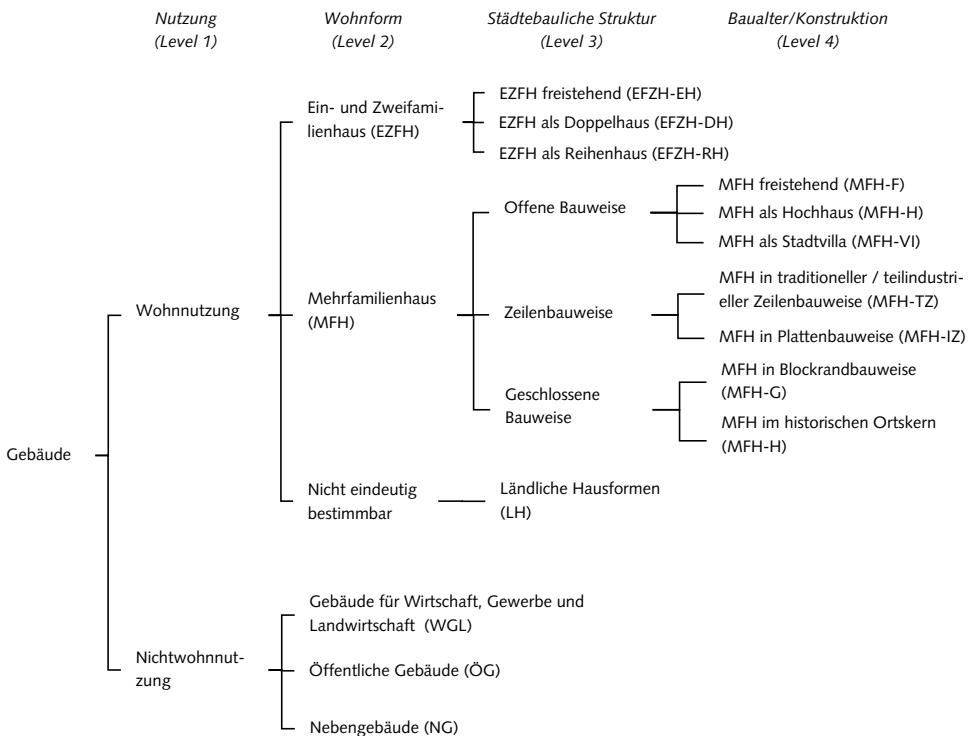 Nutzung
(Level 1)
Wohnform
(Level 2)
Städtebauliche Struktur
(Level 3)
Baualter/Konstruktion
(Level 4)
Gebäude
Wohnnutzung
Ein- und Zweifami-
lienhaus (EZFH)
EZFH freistehend (EFZH-EH)
EZFH als Doppelhaus (EFZH-DH)
EZFH als Reihenhaus (EFZH-RH)
Mehrfamilienhaus
(MFH)
Offene Bauweise
MFH freistehend (MFH-F)
MFH als Hochhaus (MFH-H)
MFH als Stadtvilla (MFH-VI)
Zeilenbauweise
MFH in traditioneller / teilindustri-
eller Zeilenbauweise (MFH-TZ)
MFH in Plattenbauweise (MFH-IZ)
Geschlossene
Bauweise
MFH in Blockrandbauweise
(MFH-G)
MFH im historischen Ortskern
(MFH-H)
Nicht eindeutig
bestimmbar
Ländliche Hausformen
(LH)
Nichtwohnnut-
zung
Gebäude für Wirtschaft, Gewerbe und
Landwirtschaft (WGL)
Öffentliche Gebäude (ÖG)
Nebengebäude (NG)